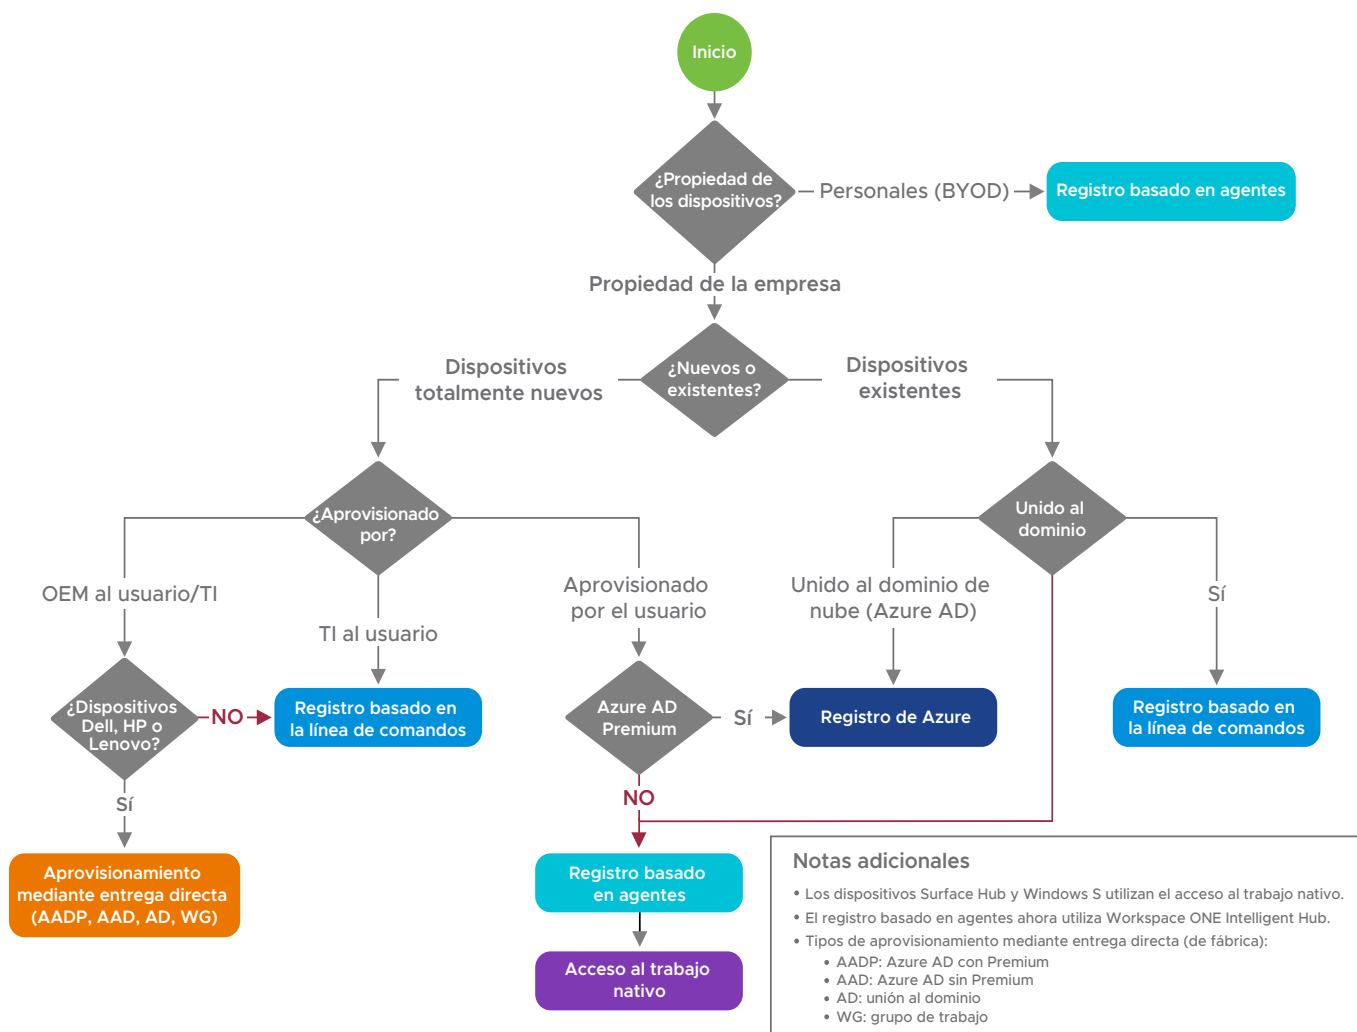 Inicio
¿Propiedad de
los dispositivos?
Personales (BYOD)
Registro basado en agentes
Propiedad de la empresa
¿Nuevos o
existentes?
Dispositivos
totalmente nuevos
Dispositivos
existentes
¿Aprovisionado
por?
Unido al
dominio
OEM al usuario/TI
TI al usuario
Aprovisionado
por el usuario
Unido al dominio de
nube (Azure AD)
Sí
¿Dispositivos
Dell, HP o
Lenovo?
NO
Registro basado en
la línea de comandos
Azure AD
Premium
Sí
Registro de Azure
Registro basado en
la línea de comandos
Sí
NO
Aprovisionamiento
mediante entrega directa
(AADP, AAD, AD, WG)
Registro basado
en agentes
Acceso al trabajo
nativo
Notas adicionales
• Los dispositivos Surface Hub y Windows S utilizan el acceso al trabajo nativo.
• El registro basado en agentes ahora utiliza Workspace ONE Intelligent Hub.
• Tipos de aprovisionamiento mediante entrega directa (de fábrica):
• AADP: Azure AD con Premium
• AAD: Azure AD sin Premium
• AD: unión al dominio
• WG: grupo de trabajo